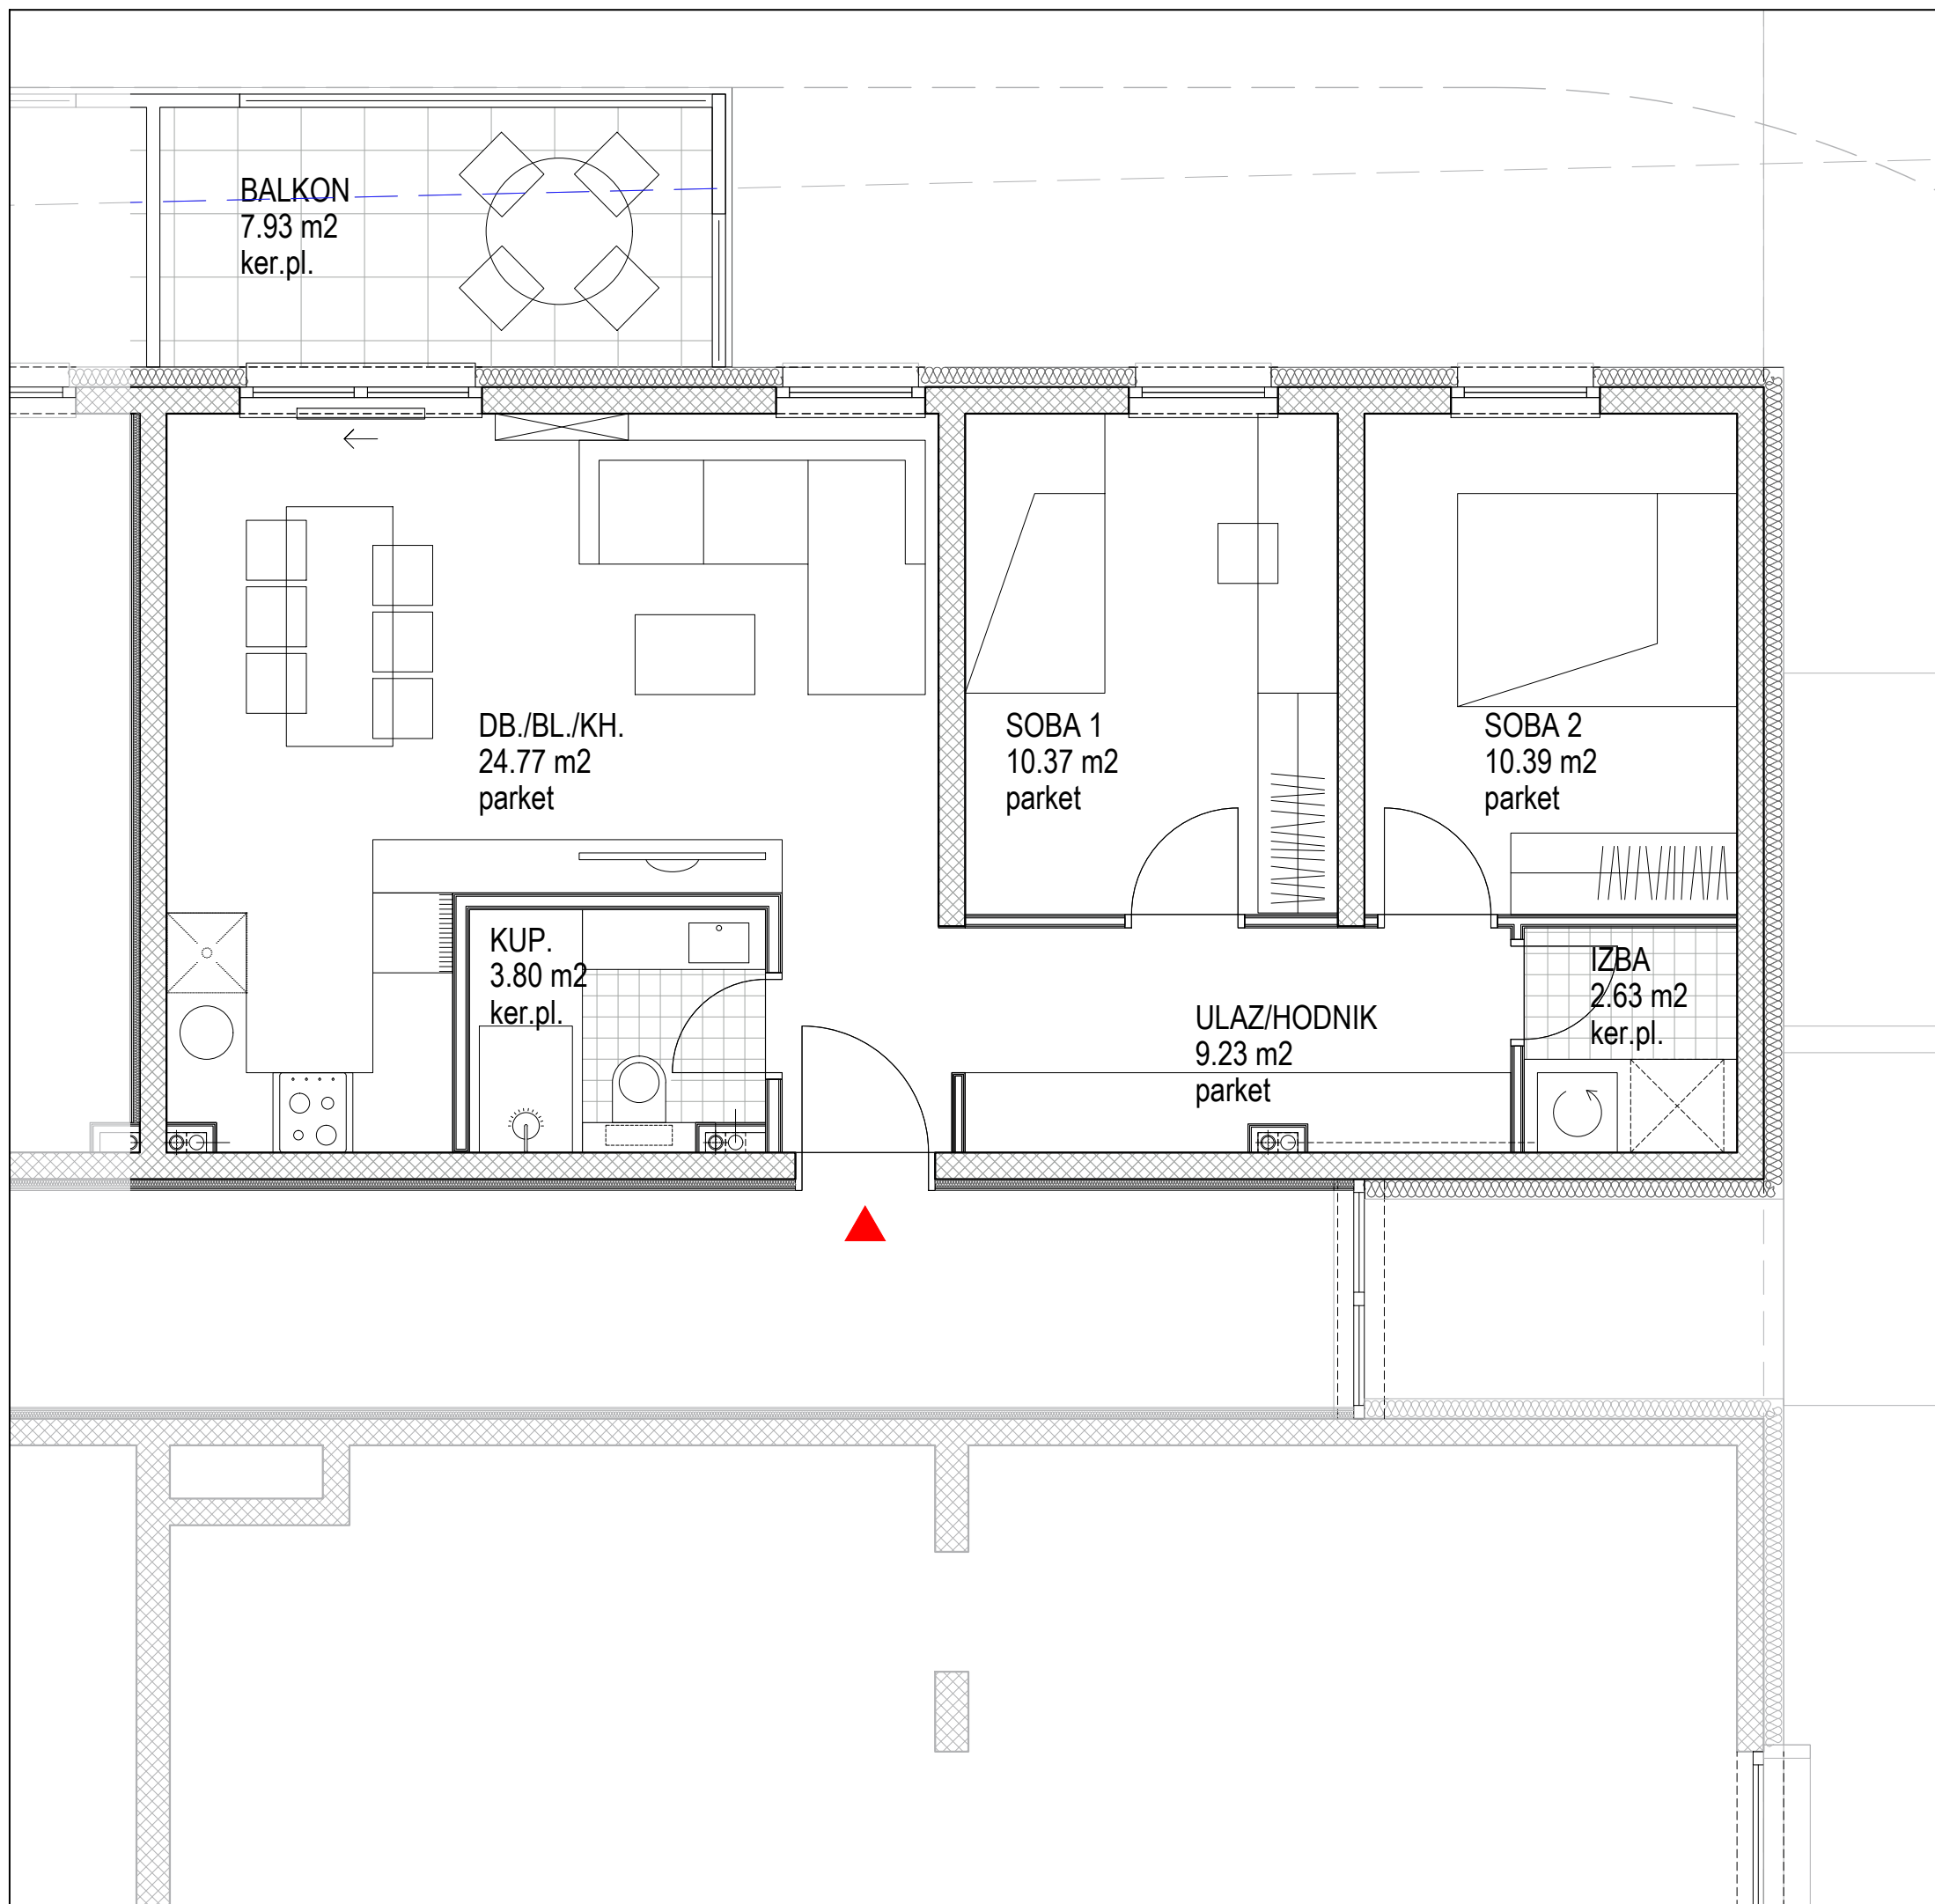 BALKON
7.93 m2
ker.pl.
DB./BL./KH.
24.77 m2
parket
SOBA 1
10.37 m2
parket
SOBA 2
10.39 m2
parket
KUP.
3.80 m2
ker.pl.
ULAZ/HODNIK
9.23 m2
parket
IZBA
2.63 m2
ker.pl.